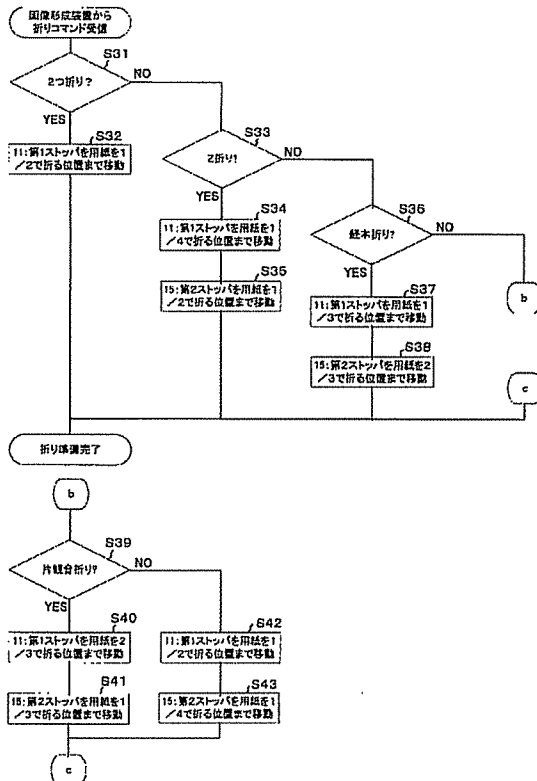 画像形成装置から
折りコマンド受信
S31
2つ折り?
NO
YES
S32
11:第1ストッパを用紙を1
/2で折る位置まで移動
S33
Z折り?
NO
YES
S34
11:第1ストッパを用紙を1
/4で折る位置まで移動
S35
15:第2ストッパを用紙を1
/2で折る位置まで移動
S36
経本折り?
NO
YES
S37
11:第1ストッパを用紙を1
/3で折る位置まで移動
S38
15:第2ストッパを用紙を2
/3で折る位置まで移動
b
c
折り準備完了
b
S39
片観音折り?
NO
YES
S40
11:第1ストッパを用紙を2
/3で折る位置まで移動
S41
15:第2ストッパを用紙を1
/3で折る位置まで移動
S42
11:第1ストッパを用紙を1
/2で折る位置まで移動
S43
15:第2ストッパを用紙を1
/4で折る位置まで移動
c